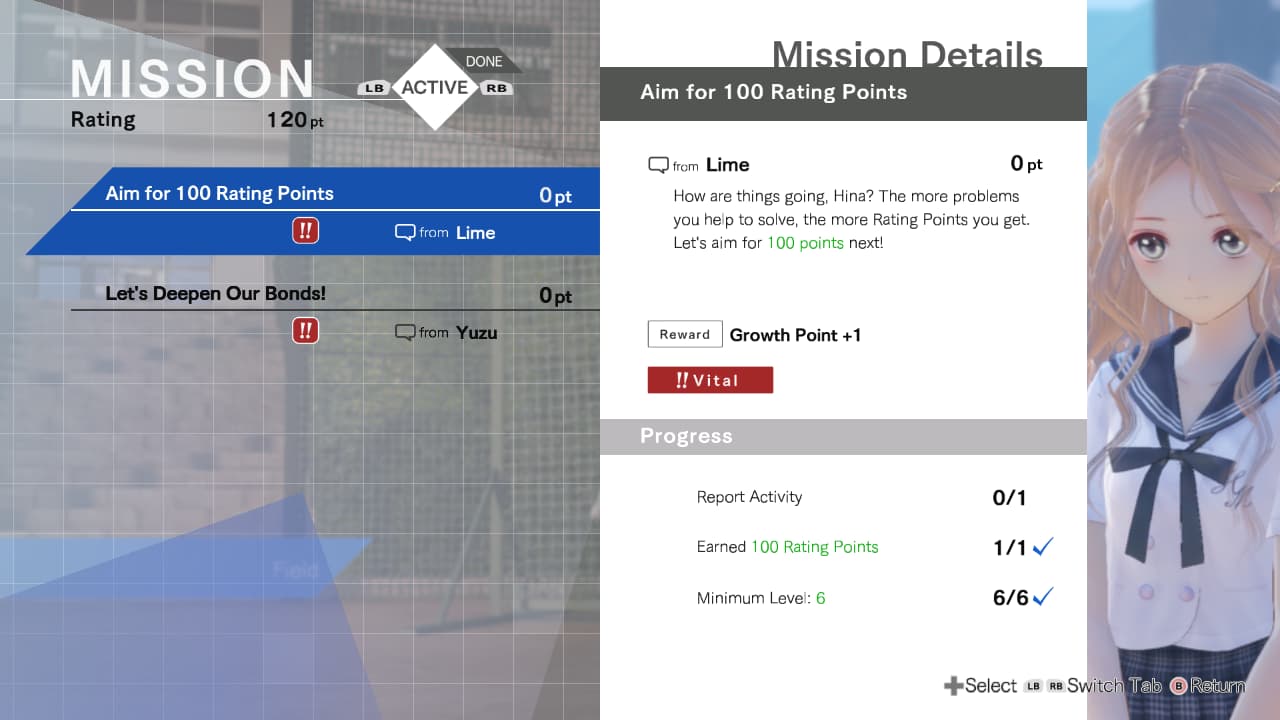 MISSION
LB ACTIVE RB
DONE
Rating 120pt
Aim for 100 Rating Points 0pt
!! from Lime
Let's Deepen Our Bonds! 0pt
!! from Yuzu
Field
Mission Details
Aim for 100 Rating Points
from Lime 0pt
How are things going, Hina? The more problems
you help to solve, the more Rating Points you get.
Let's aim for 100 points next!
Reward Growth Point +1
!! Vital
Progress
Report Activity 0/1
Earned 100 Rating Points 1/1
Minimum Level: 6 6/6
Select LB RB Switch Tab B Return